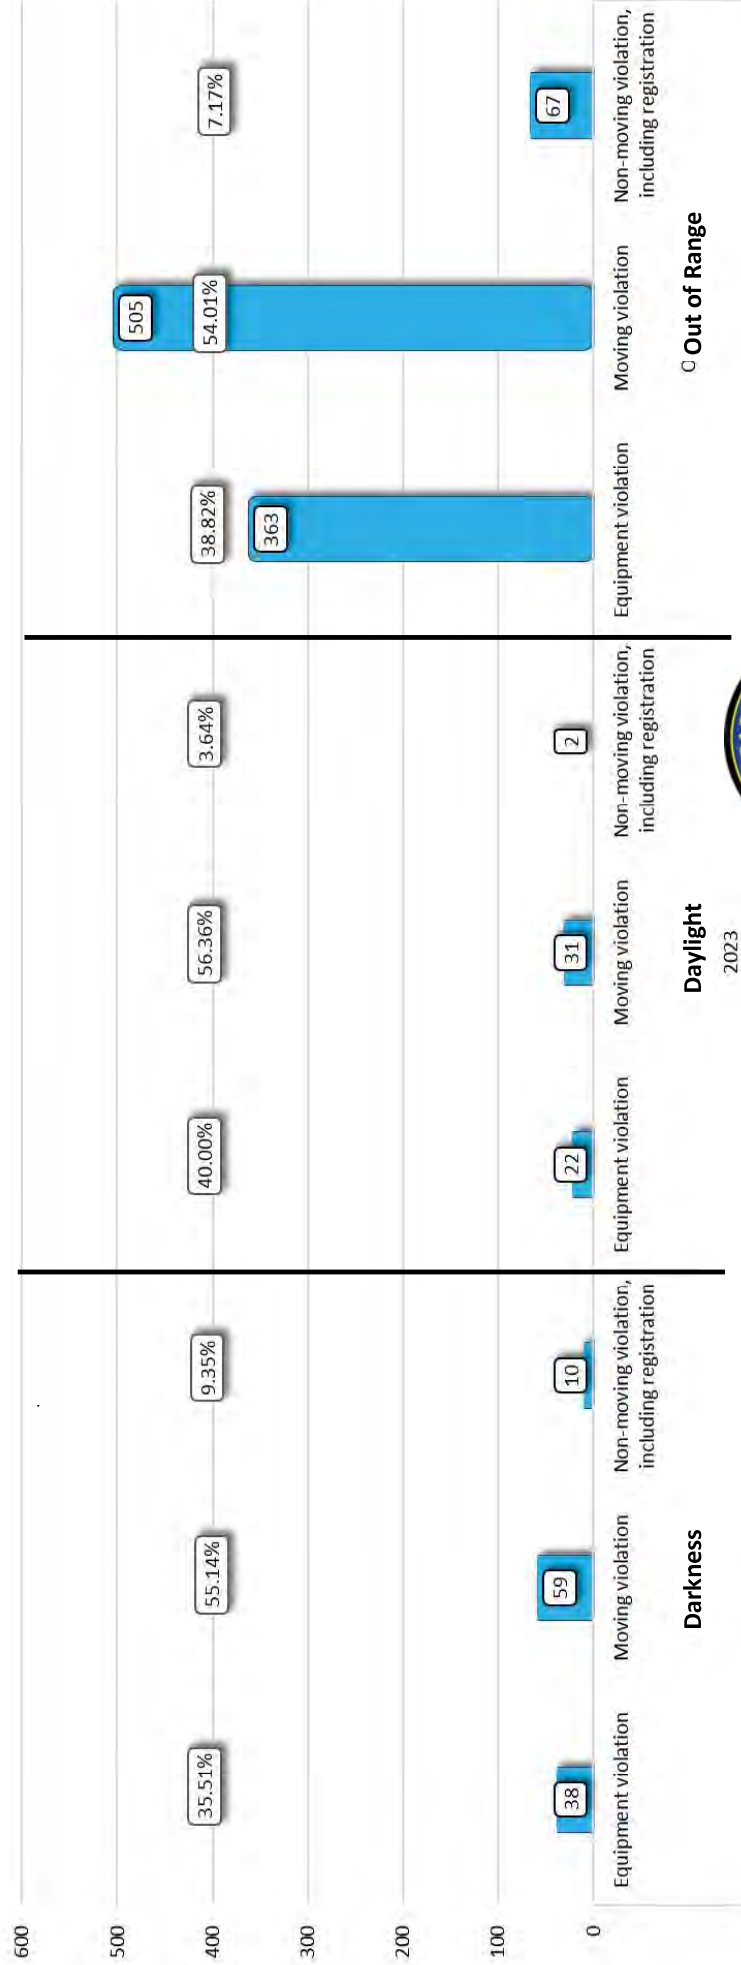 600
500
400
300
200
100
0
35.51%
55.14%
9.35%
40.00%
56.36%
3.64%
38.82%
54.01%
7.17%
38
59
10
22
31
2
363
505
67
Equipment violation
Moving violation
Non-moving violation,
including registration
Equipment violation
Moving violation
Non-moving violation,
including registration
Equipment violation
Moving violation
Non-moving violation,
including registration
Darkness
Daylight
Out of Range
2023